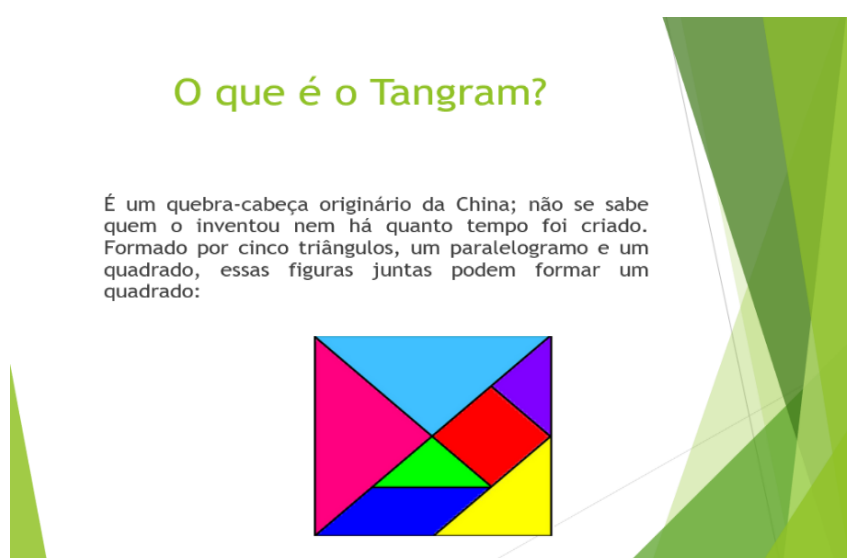 O que é o Tangram?
É um quebra-cabeça originário da China; não se sabe
quem o inventou nem há quanto tempo foi criado.
Formado por cinco triângulos, um paralelogramo e um
quadrado, essas figuras juntas podem formar um
quadrado: